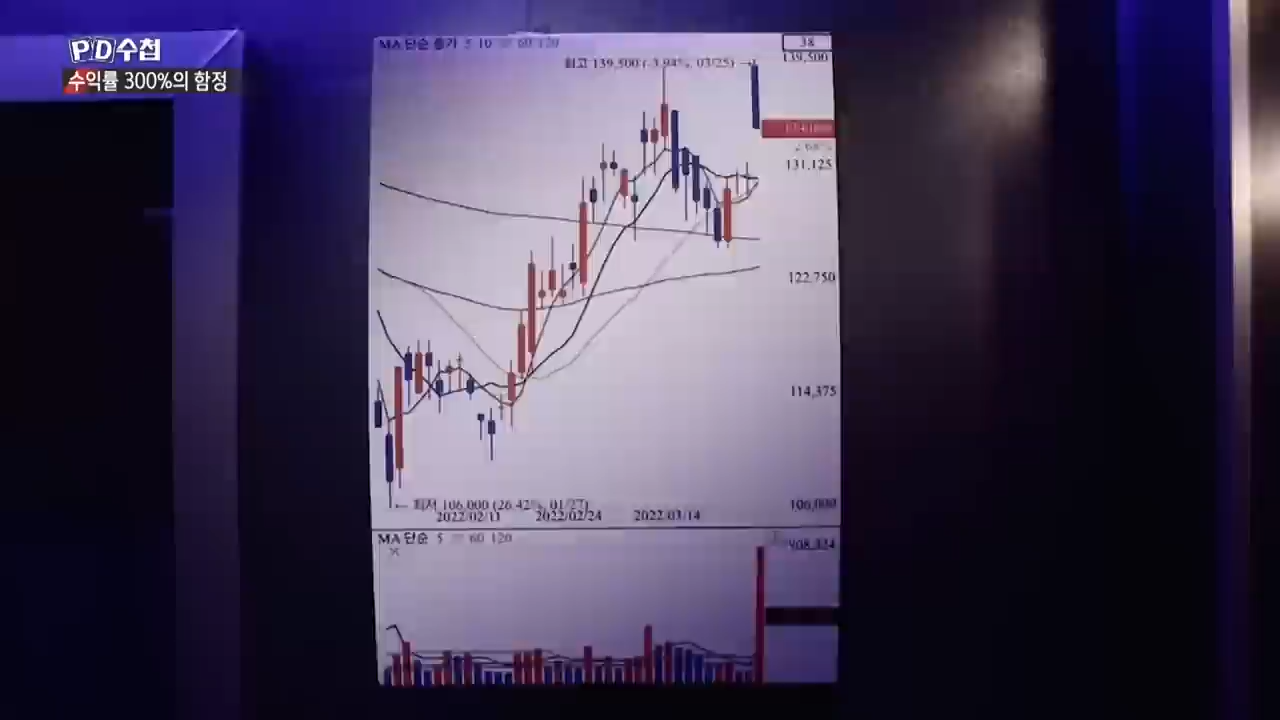 PD수첩
수익률 300%의 함정
MA 단순 종가 5 10 20 60 120
38
139,500
최고 139,500 (-3.94%, 03/25) →
131,125
122,750
114,375
← 최저 106,000 (26.42%, 01/27)
106,000
2022/02/11 2022/02/24 2022/03/14
MA 단순 5 20 60 120
908,324